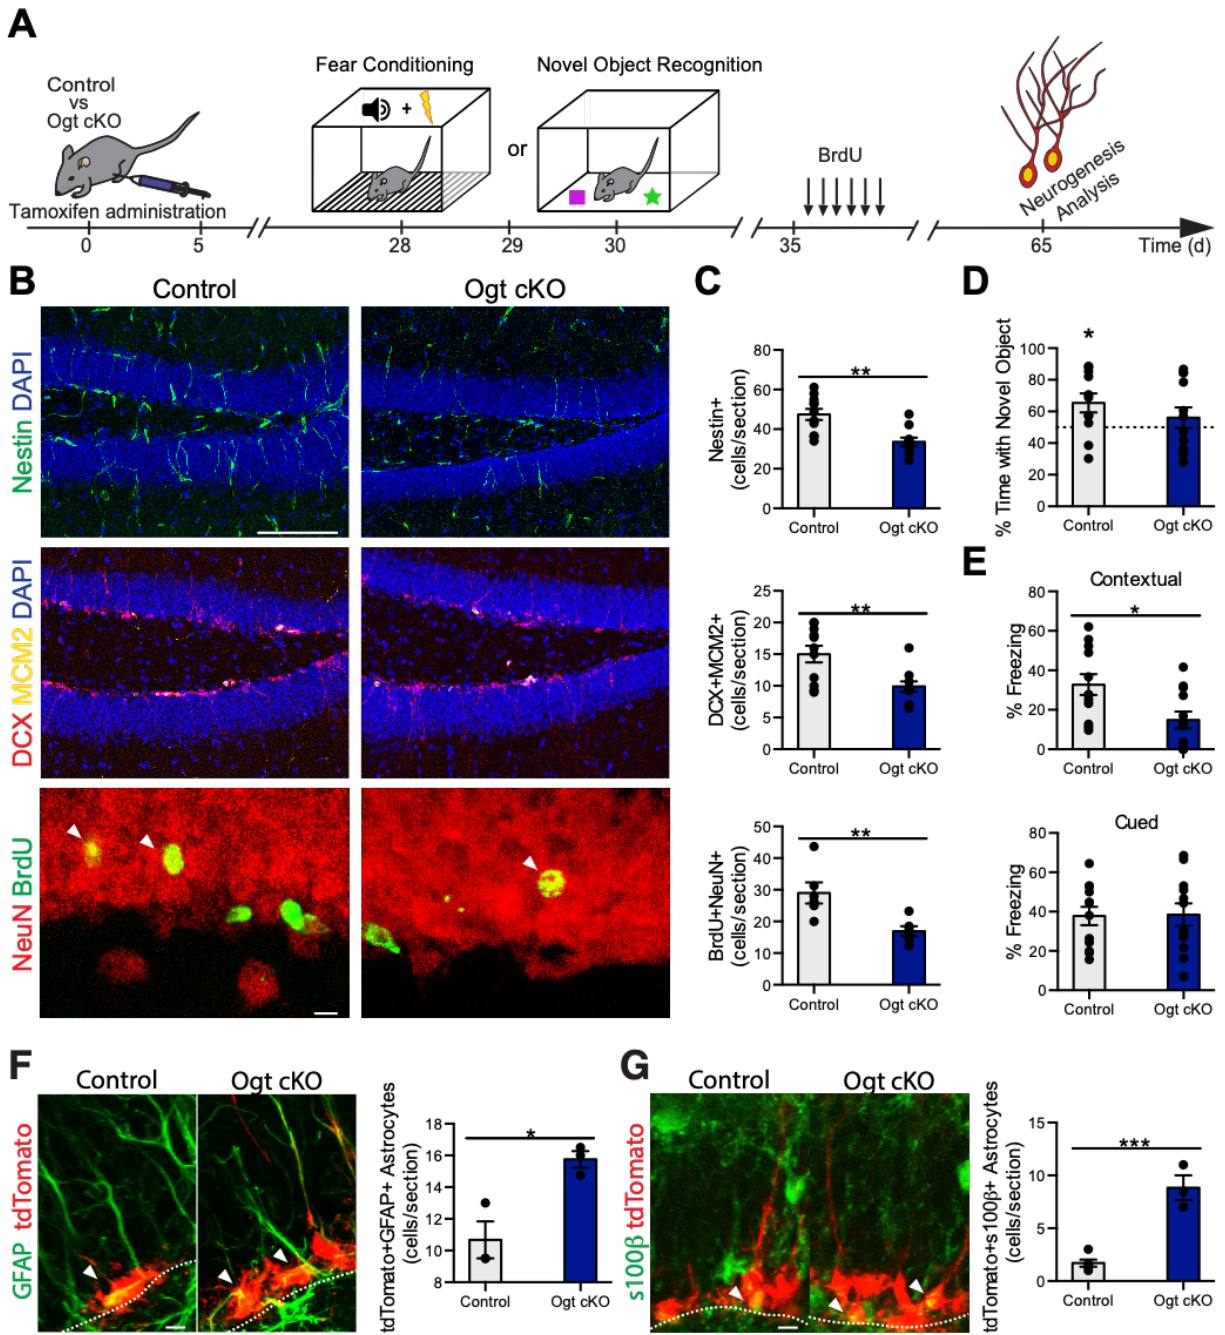 A
Control
vs
Ogt cKO
Tamoxifen administration
Fear Conditioning
+
or
Novel Object Recognition
BrdU
Neurogenesis
Analysis
0
5
28
29
30
35
65
Time (d)
B
Control
Ogt cKO
Nestin DAPI
DCX MCM2 DAPI
NeuN BrdU
C
Nestin+
(cells/section)
80
60
40
20
0
**
Control
Ogt cKO
DCX+MCM2+
(cells/section)
25
20
15
10
5
0
**
Control
Ogt cKO
BrdU+NeuN+
(cells/section)
50
40
30
20
10
0
**
Control
Ogt cKO
D
% Time with Novel Object
100
80
60
40
20
0
*
Control
Ogt cKO
E
Contextual
% Freezing
80
60
40
20
0
*
Control
Ogt cKO
Cued
% Freezing
80
60
40
20
0
Control
Ogt cKO
F
Control
Ogt cKO
GFAP tdTomato
tdTomato+GFAP+ Astrocytes
(cells/section)
18
16
14
12
10
8
*
Control
Ogt cKO
G
Control
Ogt cKO
s100β tdTomato
tdTomato+s100β+ Astrocytes
(cells/section)
15
10
5
0
***
Control
Ogt cKO